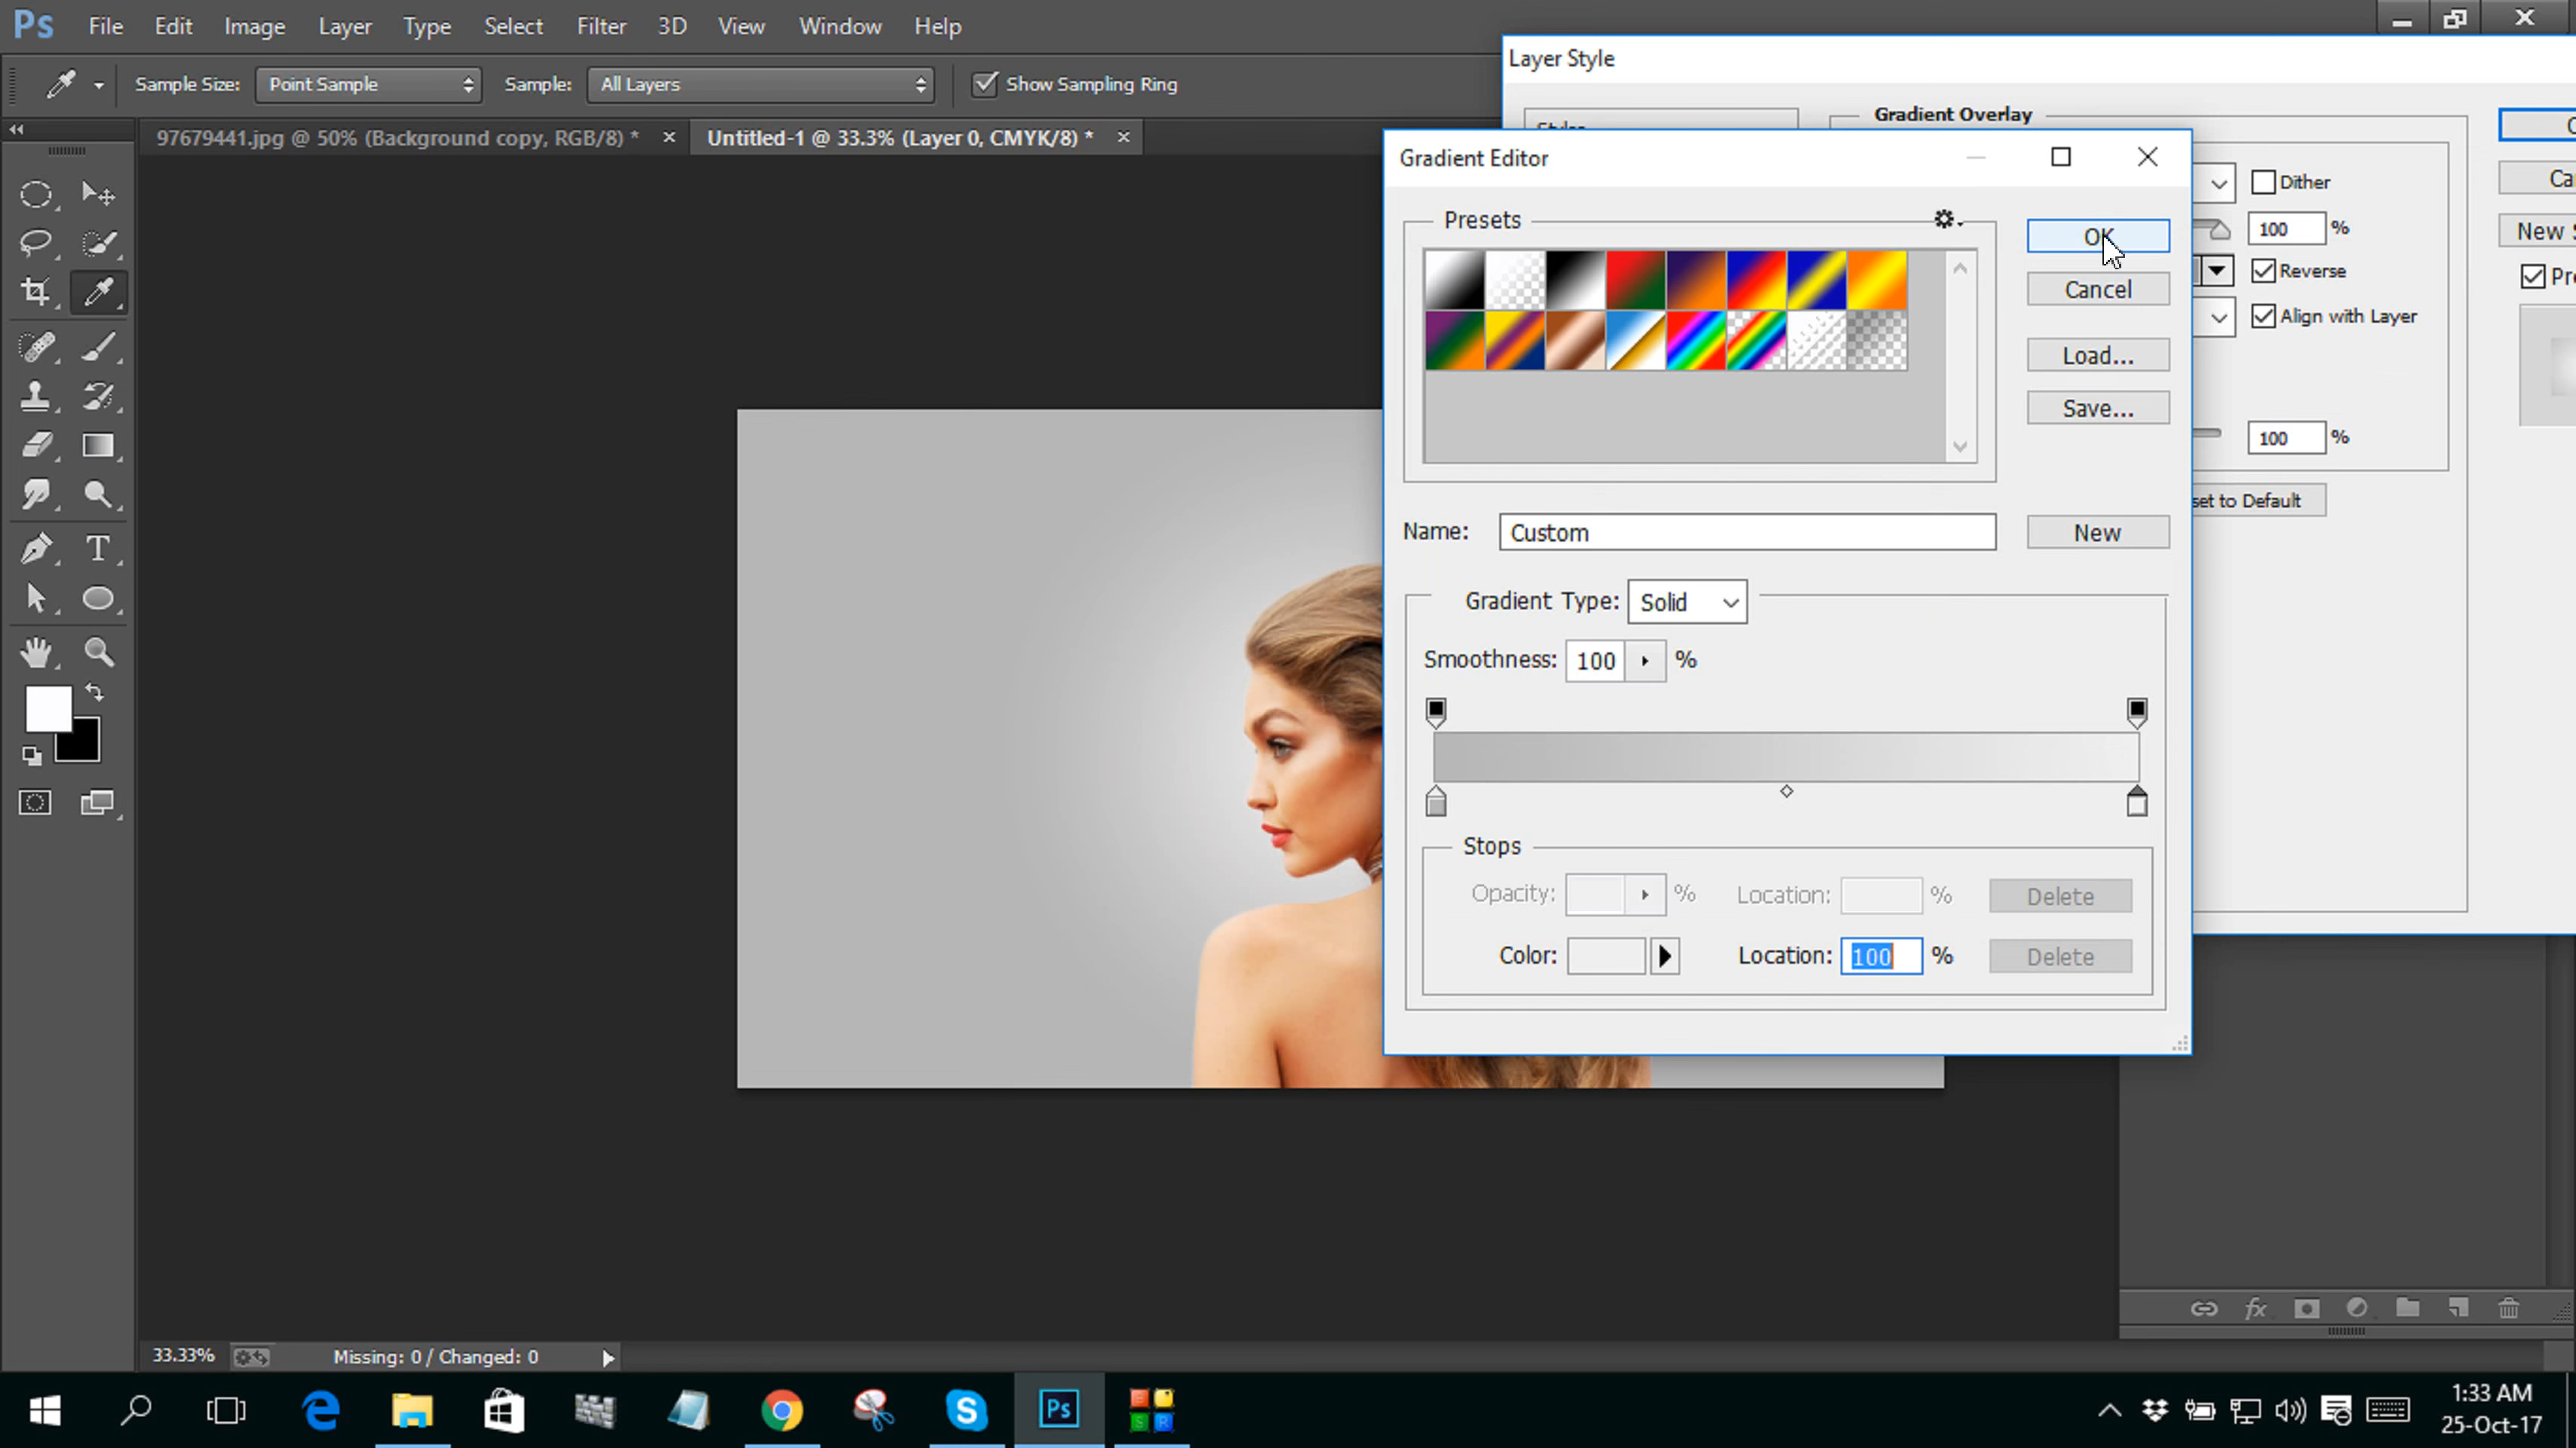 Ps File Edit Image Layer Type Select Filter 3D View Window Help
Sample Size: Point Sample Sample: All Layers Show Sampling Ring
97679441.jpg @ 50% (Background copy, RGB/8) * Untitled-1 @ 33.3% (Layer 0, CMYK/8) *
Layer Style
Gradient Overlay
Gradient Editor
Dither
100 %
Reverse
Align with Layer
100 %
set to Default
Presets
OK
Cancel
Load...
Save...
Name: Custom New
Gradient Type: Solid
Smoothness: 100 %
Stops
Opacity: % Location: % Delete
Color: Location: 100 % Delete
T
fx
33.33% Missing: 0 / Changed: 0
Ps
1:33 AM
25-Oct-17